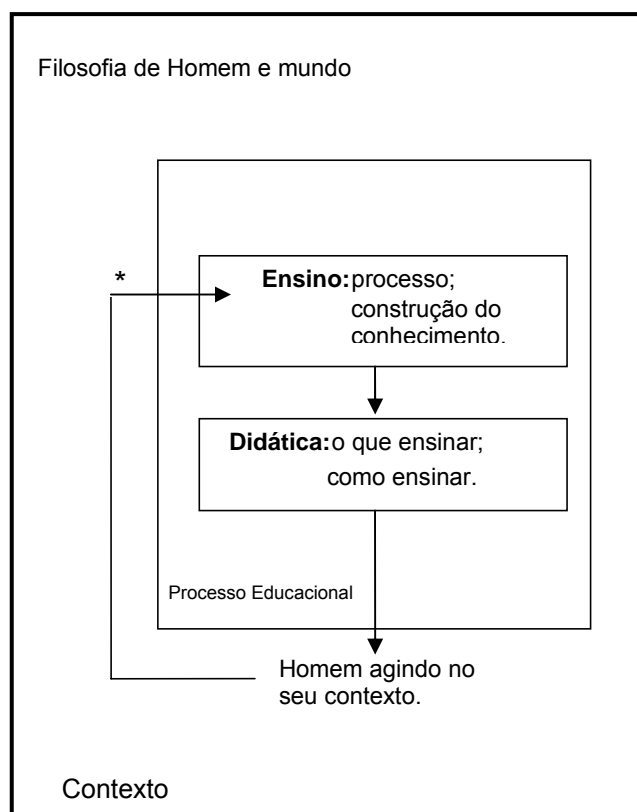 Filosofia de Homem e mundo
*
Ensino:processo;
construção do
conhecimento.
Didática:o que ensinar;
como ensinar.
Processo Educacional
Homem agindo no
seu contexto.
Contexto